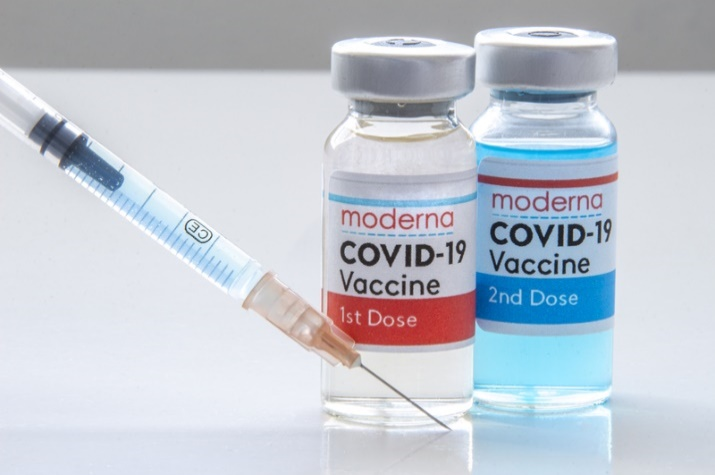 CE
moderna
COVID-19
Vaccine
1st Dose
moderna
COVID-19
Vaccine
2nd Dose